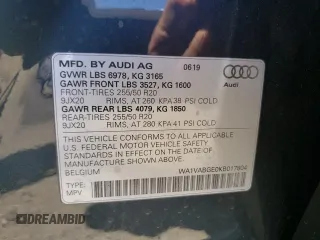 MFD. BY AUDI AG 0619
GVWR LBS 6978, KG 3165
GAWR FRONT LBS 3527, KG 1600
FRONT-TIRES 255/50 R20
9JX20 RIMS, AT 260 KPA-38 PSI COLD
GAWR REAR LBS 4079, KG 1850
REAR-TIRES 255/50 R20
9JX20 RIMS, AT 280 KPA-41 PSI COLD
THIS VEHICLE CONFORMS TO ALL APPLICABLE
U.S. FEDERAL MOTOR VEHICLE SAFETY
STANDARDS IN EFFECT ON THE DATE OF
MANUFACTURE SHOWN ABOVE.
BELGIUM WA1VABGE0KB017804
TYPE:
MPV
© DREAMBID